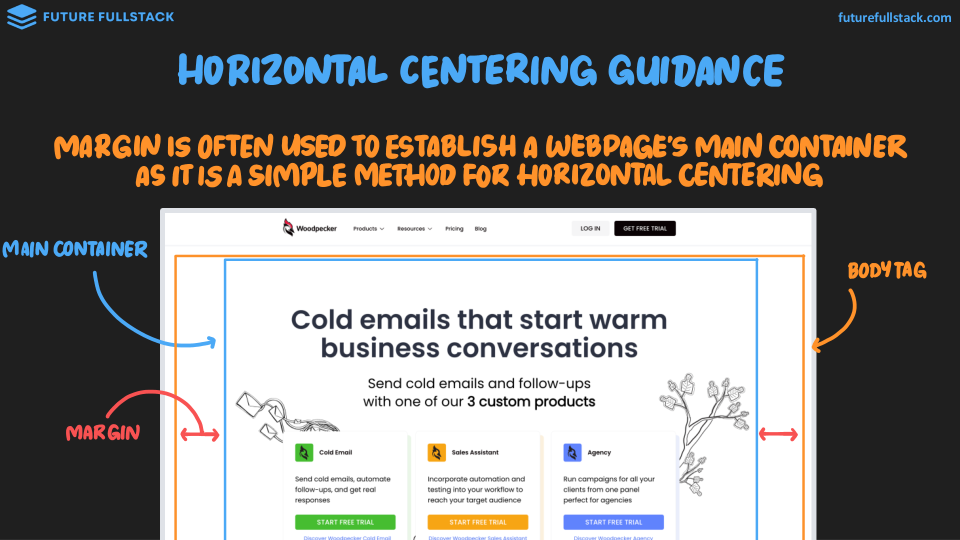 FUTURE FULLSTACK
futurefullstack.com
HORIZONTAL CENTERING GUIDANCE
MARGIN IS OFTEN USED TO ESTABLISH A WEBPAGE'S MAIN CONTAINER
AS IT IS A SIMPLE METHOD FOR HORIZONTAL CENTERING
Woodpecker Products Resources Pricing Blog LOG IN GET FREE TRIAL
MAIN CONTAINER
BODY TAG
Cold emails that start warm
business conversations
Send cold emails and follow-ups
with one of our 3 custom products
MARGIN
Cold Email
Send cold emails, automate
follow-ups, and get real
responses
START FREE TRIAL
Discover Woodpecker Cold Email
Sales Assistant
Incorporate automation and
testing into your workflow to
reach your target audience
START FREE TRIAL
Discover Woodpecker Sales Assistant
Agency
Run campaigns for all your
clients from one panel
perfect for agencies
START FREE TRIAL
Discover Woodpecker Agency